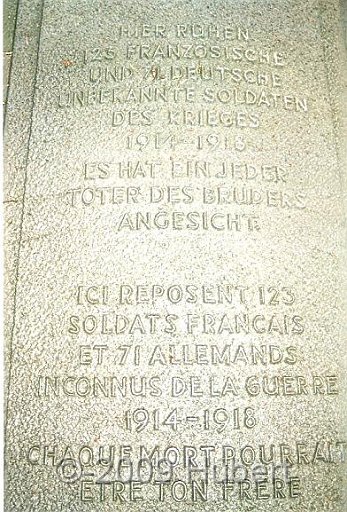 HIER RUHEN
123 FRANZÖSISCHE
UND 71 DEUTSCHE
UNBEKANNTE SOLDATEN
DES KRIEGES
1914-1918
ES HAT EIN JEDER
TOTER DES BRUDERS
ANGESICHT.
ICI REPOSENT 123
SOLDATS FRANCAIS
ET 71 ALLEMANDS
INCONNUS DE LA GUERRE
1914-1918
CHAQUE MORT POURRAIT
ÊTRE TON FRÈRE
© 2009 Hubert